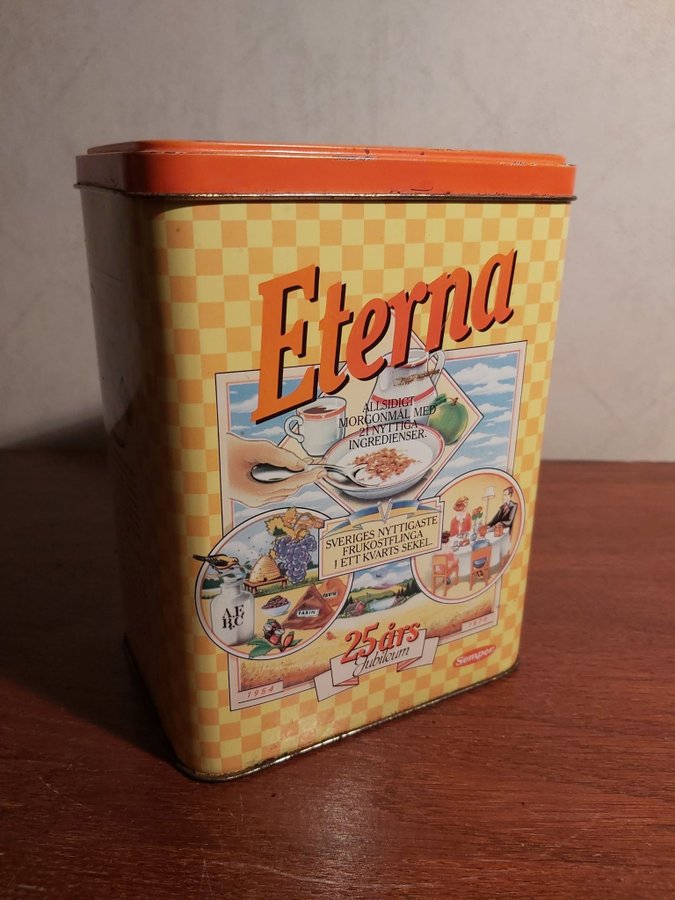 Eterna
ALLSIDIGT
MORGONMÅL MED
21 NYTTIGA
INGREDIENSER.
SVERIGES NYTTIGASTE
FRUKOSTFLINGA
I ETT KVARTS SEKEL.
A.E
B.C
FARIN
25 års
Jubileum
1954
Semper